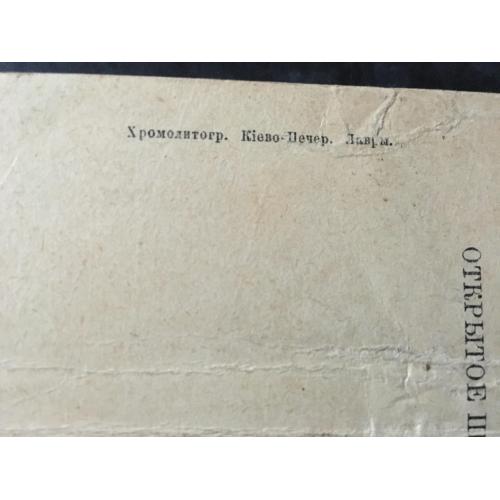 Хромолитогр. Кіево-Печер. Лавры.
ОТКРЫТОЕ